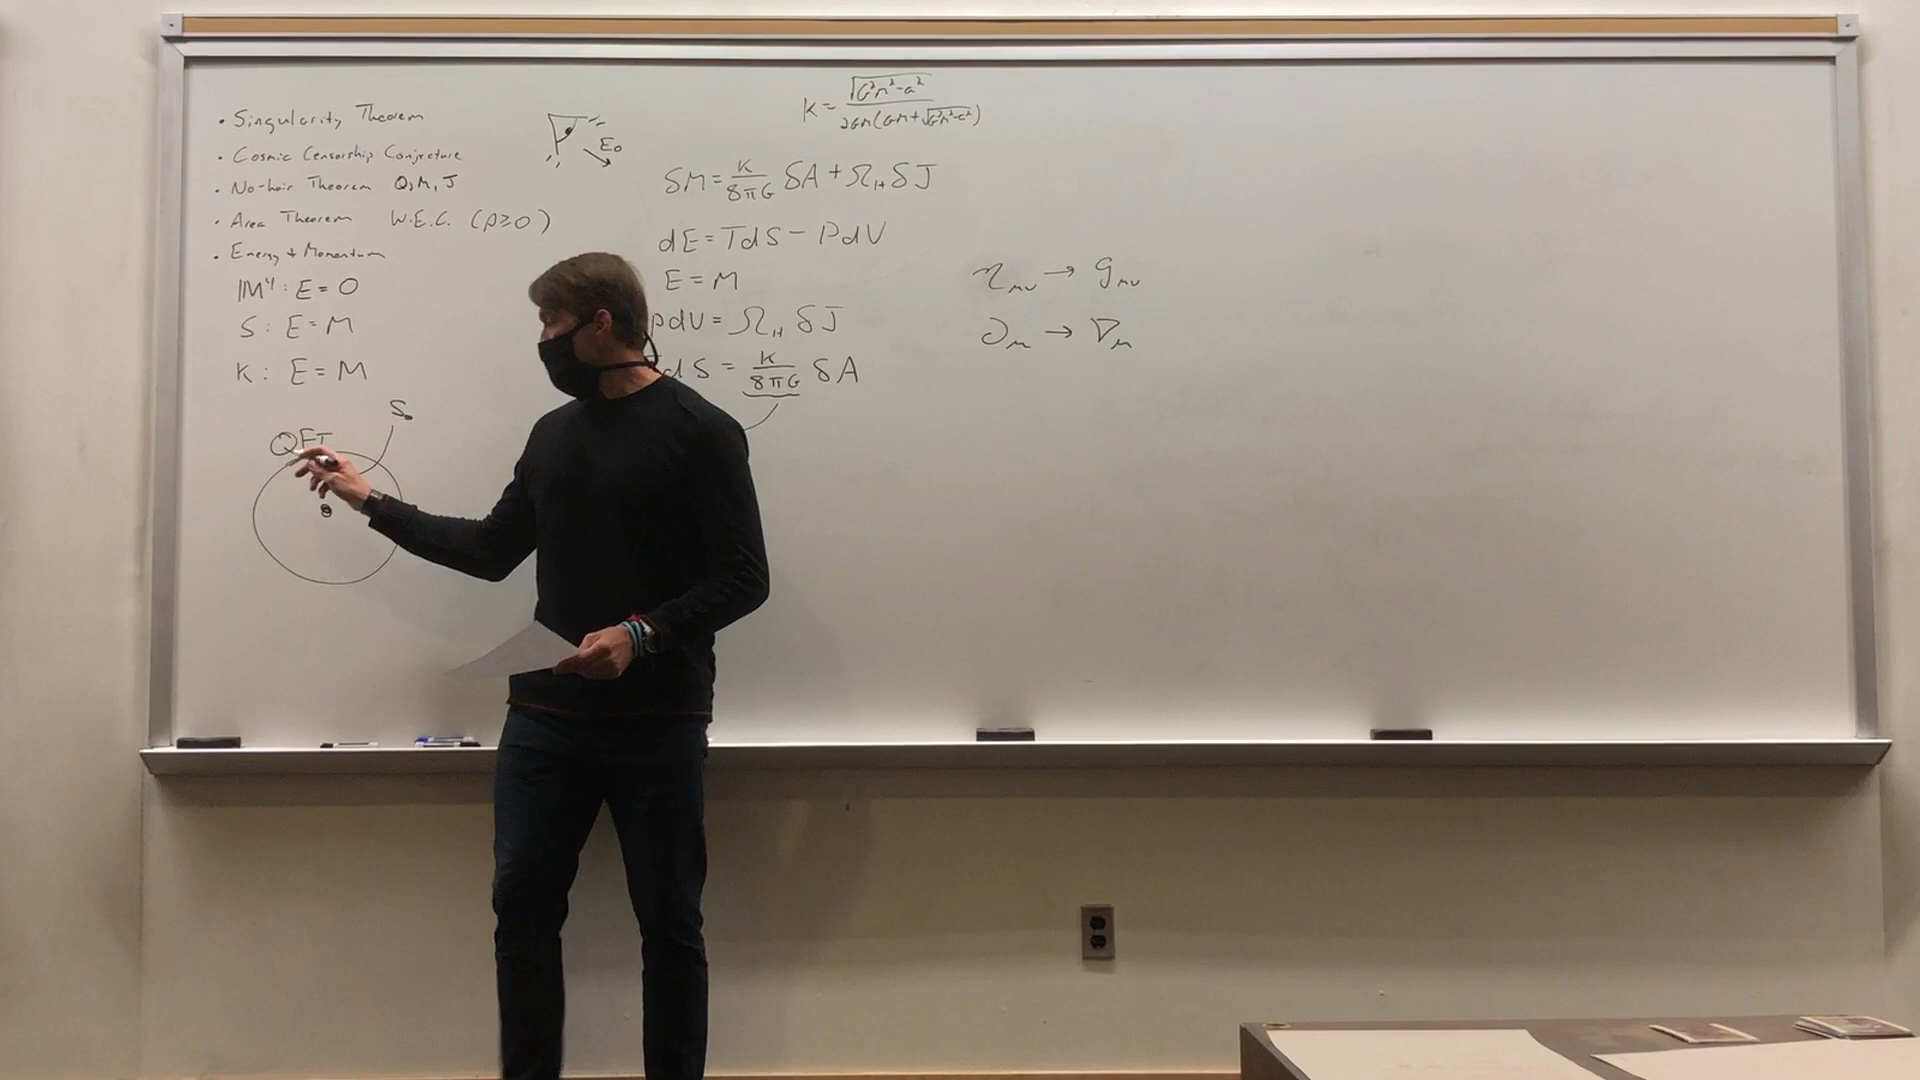 • Singularity Theorem
• Cosmic Censorship Conjecture
• No-hair Theorem Q, M, J
• Area Theorem W.E.C. (ρ≥0)
• Energy + Momentum
IM⁴: E = 0
S: E = M
K: E = M
S.
QFT
E₀
κ = √(G²M²-a²) / 2GM(GM+√(G²M²-a²))
δM = κ/8πG δA + Ω_H δJ
dE = TdS - PdV
E = M
pdV = Ω_H δJ
dS = κ/8πG δA
η_μν → g_μν
∂_μ → ∇_μ